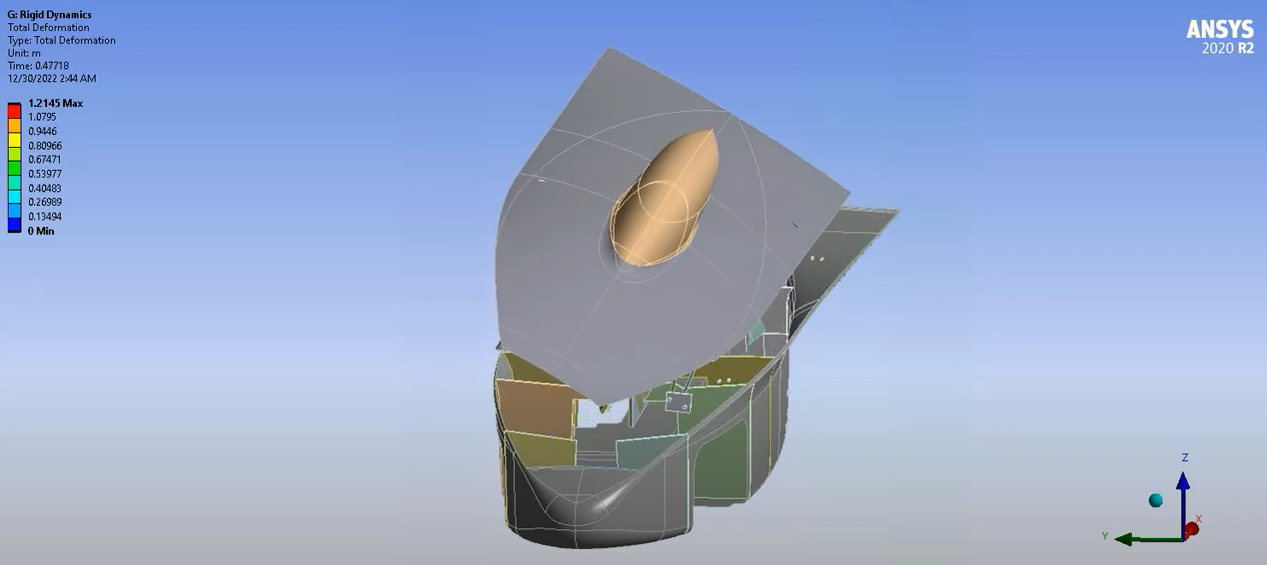 G: Rigid Dynamics
Total Deformation
Type: Total Deformation
Unit: m
Time: 0.47718
12/30/2022 2:44 AM
1.2145 Max
1.0795
0.9446
0.80966
0.67471
0.53977
0.40483
0.26989
0.13494
0 Min
ANSYS
2020 R2
Z
X
Y